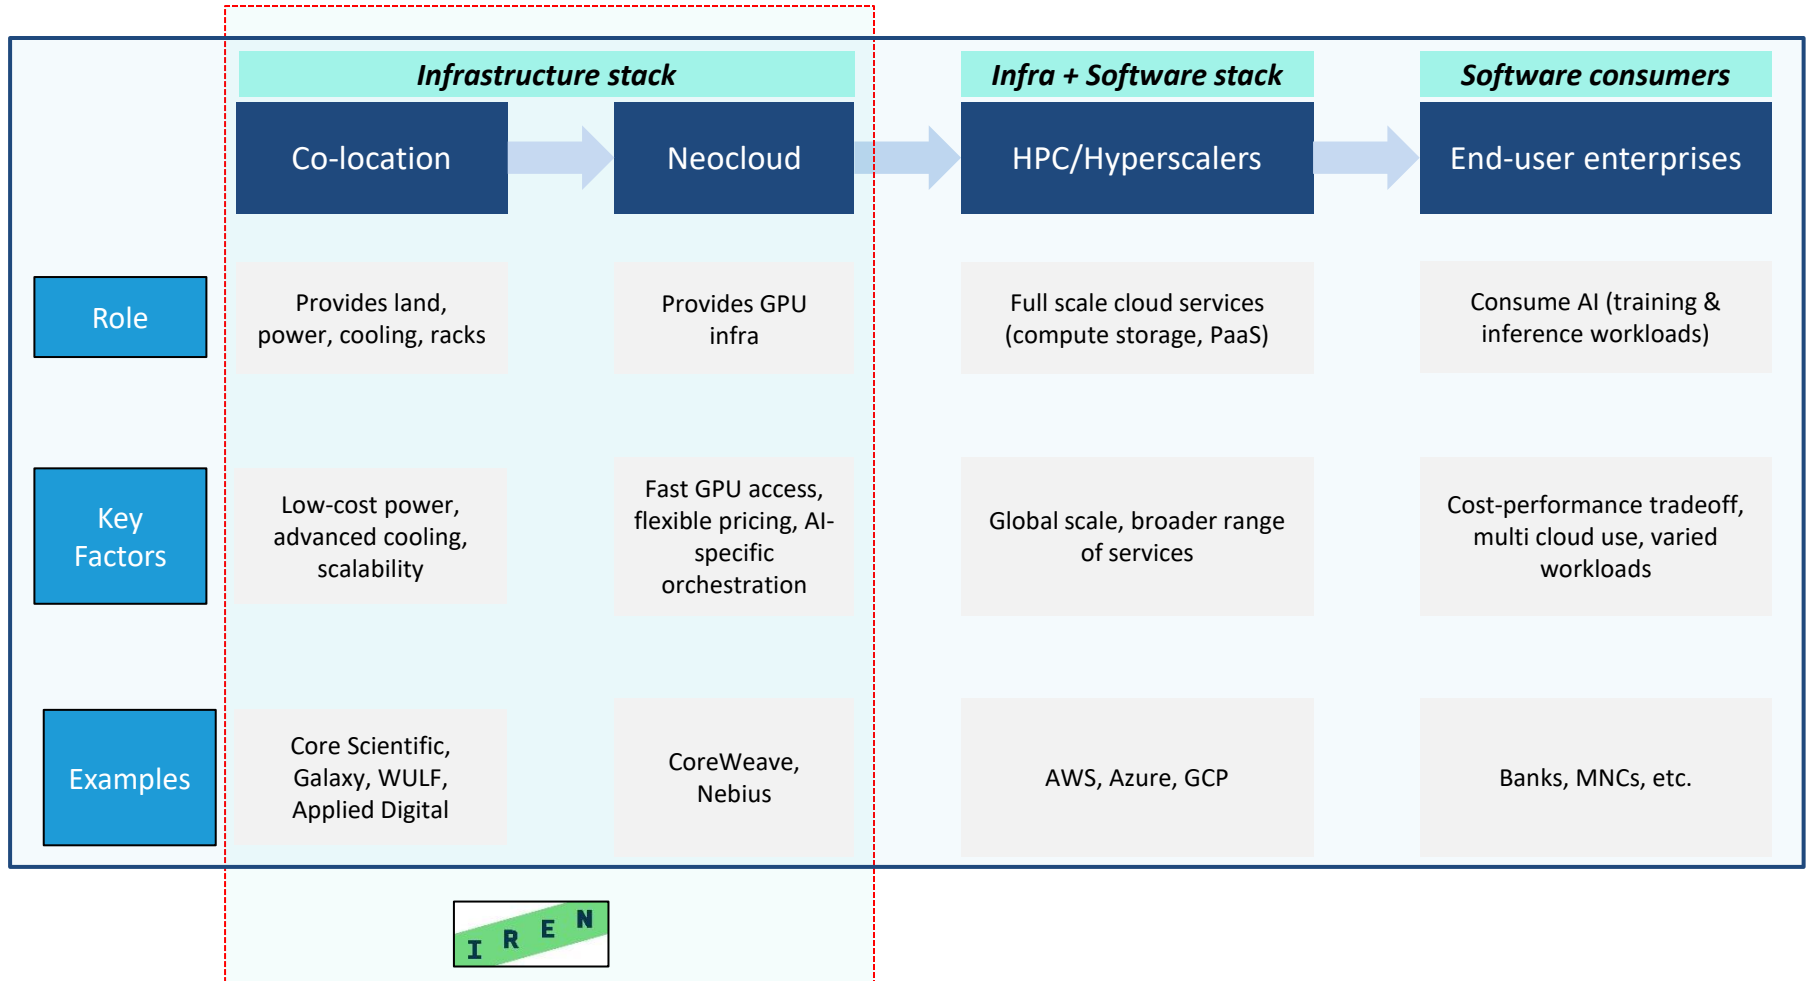 Infrastructure stack
Infra + Software stack
Software consumers
Co-location
Neocloud
HPC/Hyperscalers
End-user enterprises
Role
Provides land,
power, cooling, racks
Provides GPU
infra
Full scale cloud services
(compute storage, PaaS)
Consume AI (training &
inference workloads)
Key
Factors
Low-cost power,
advanced cooling,
scalability
Fast GPU access,
flexible pricing, AI-
specific
orchestration
Global scale, broader range
of services
Cost-performance tradeoff,
multi cloud use, varied
workloads
Examples
Core Scientific,
Galaxy, WULF,
Applied Digital
CoreWeave,
Nebius
AWS, Azure, GCP
Banks, MNCs, etc.
IREN